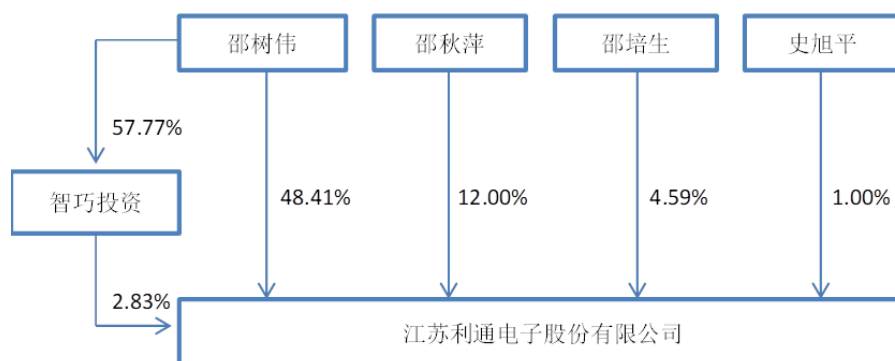 邵树伟
邵秋萍
邵培生
史旭平
57.77%
智巧投资
48.41%
12.00%
4.59%
1.00%
2.83%
江苏利通电子股份有限公司